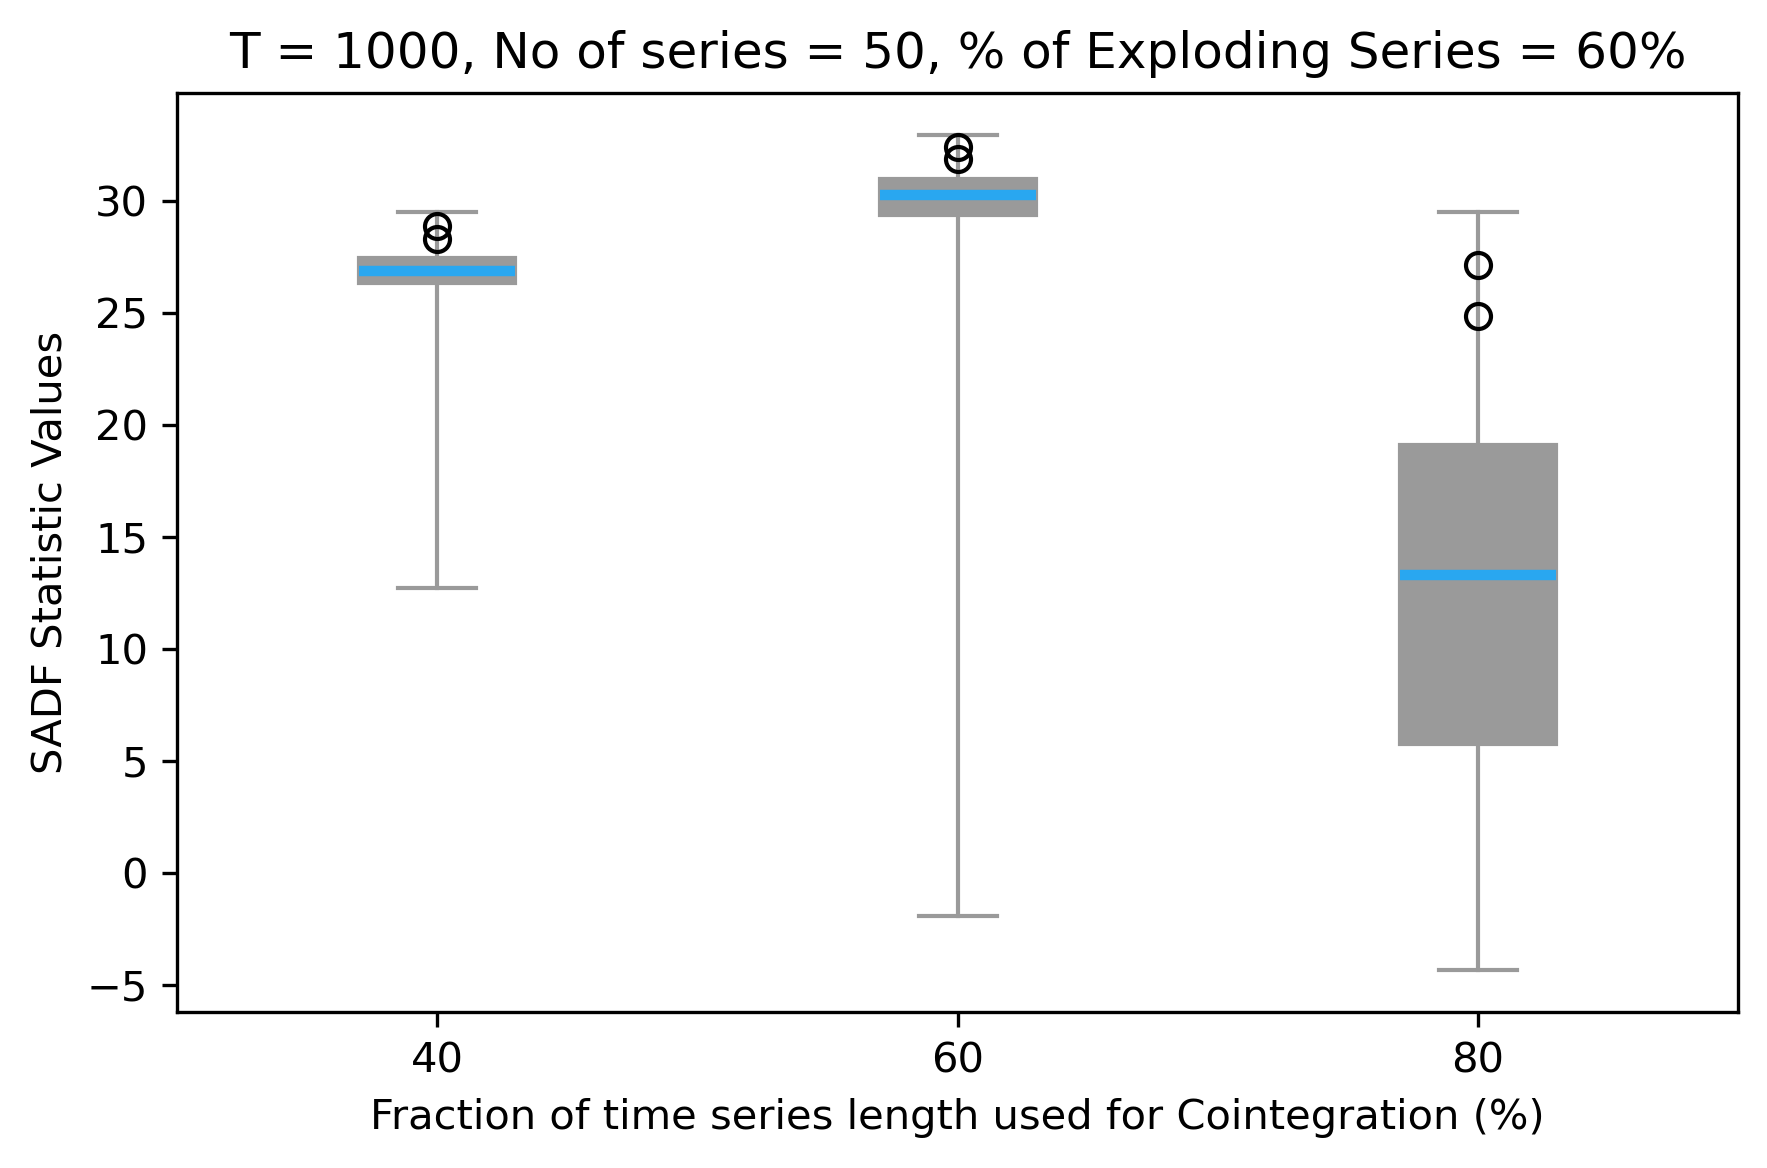 T = 1000, No of series = 50, % of Exploding Series = 60%
SADF Statistic Values
30
25
20
15
10
5
0
−5
40 60 80
Fraction of time series length used for Cointegration (%)